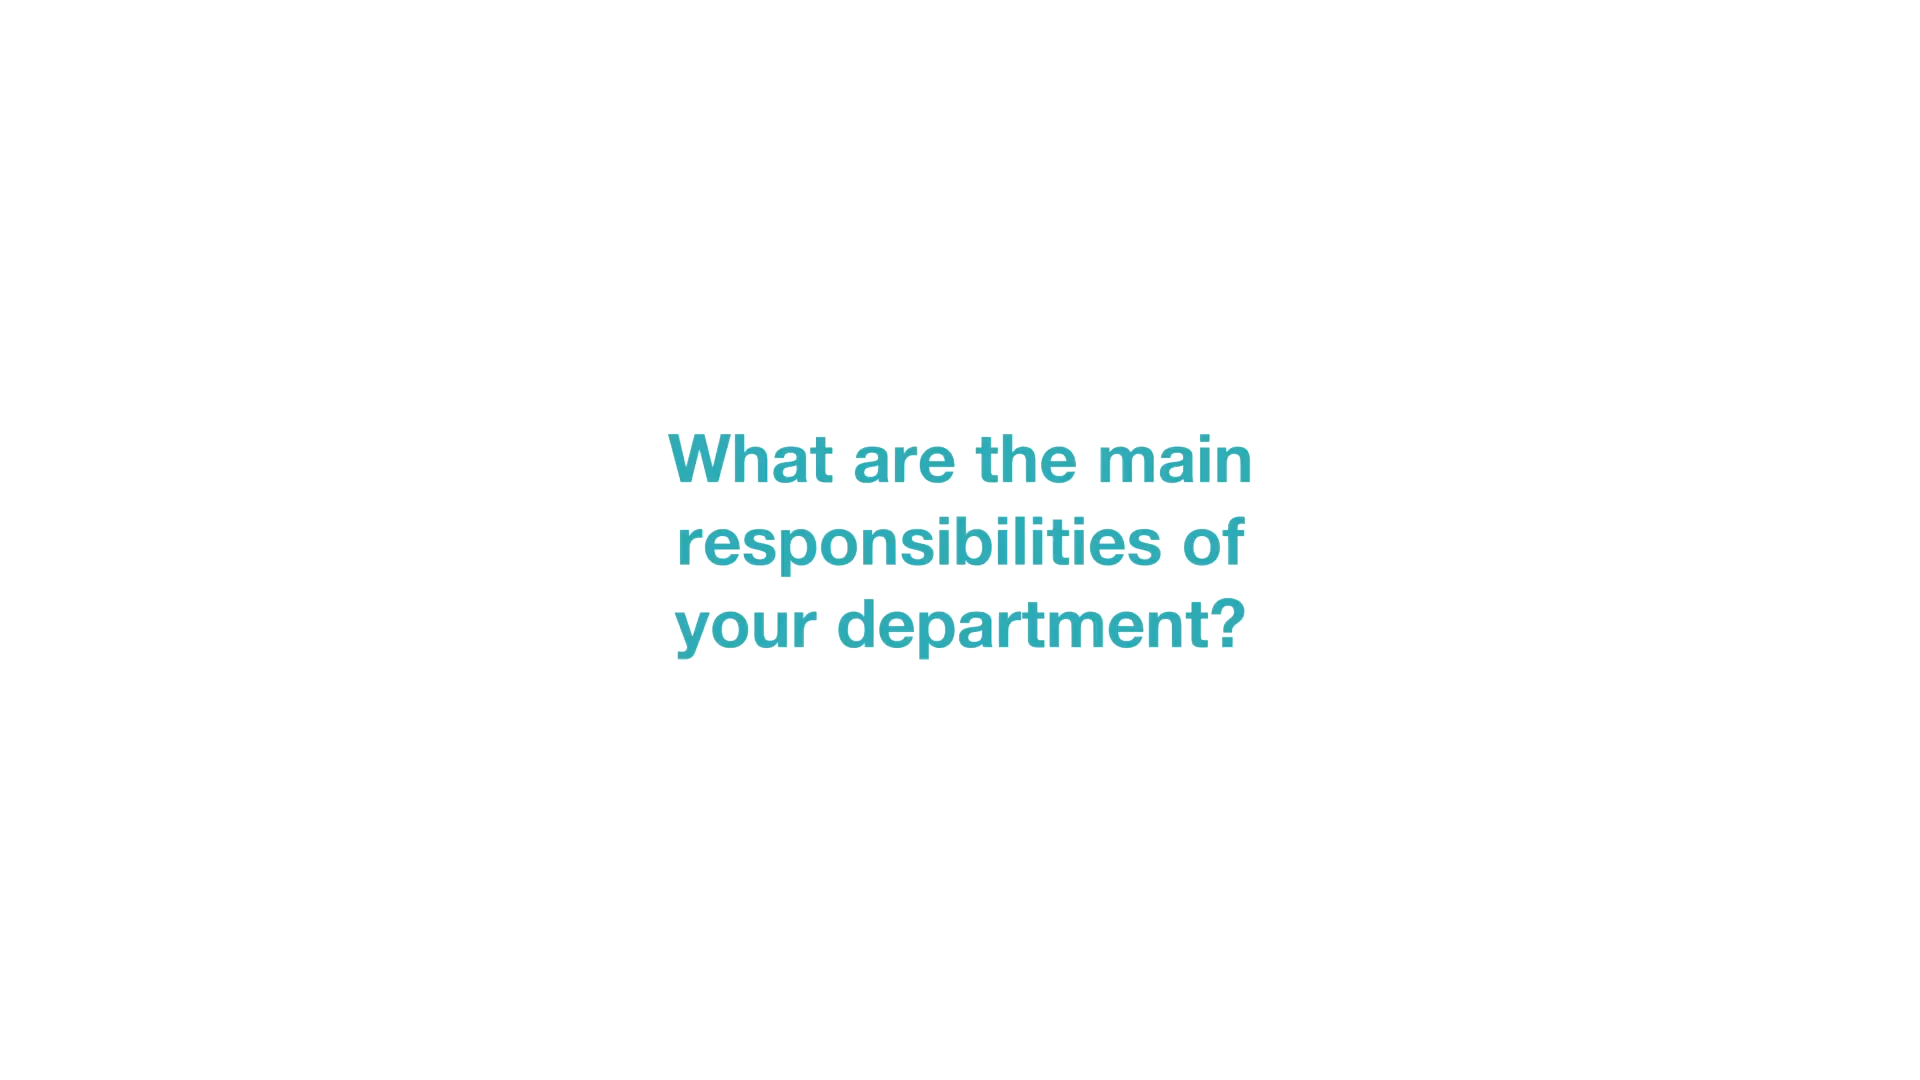 What are the main
responsibilities of
your department?